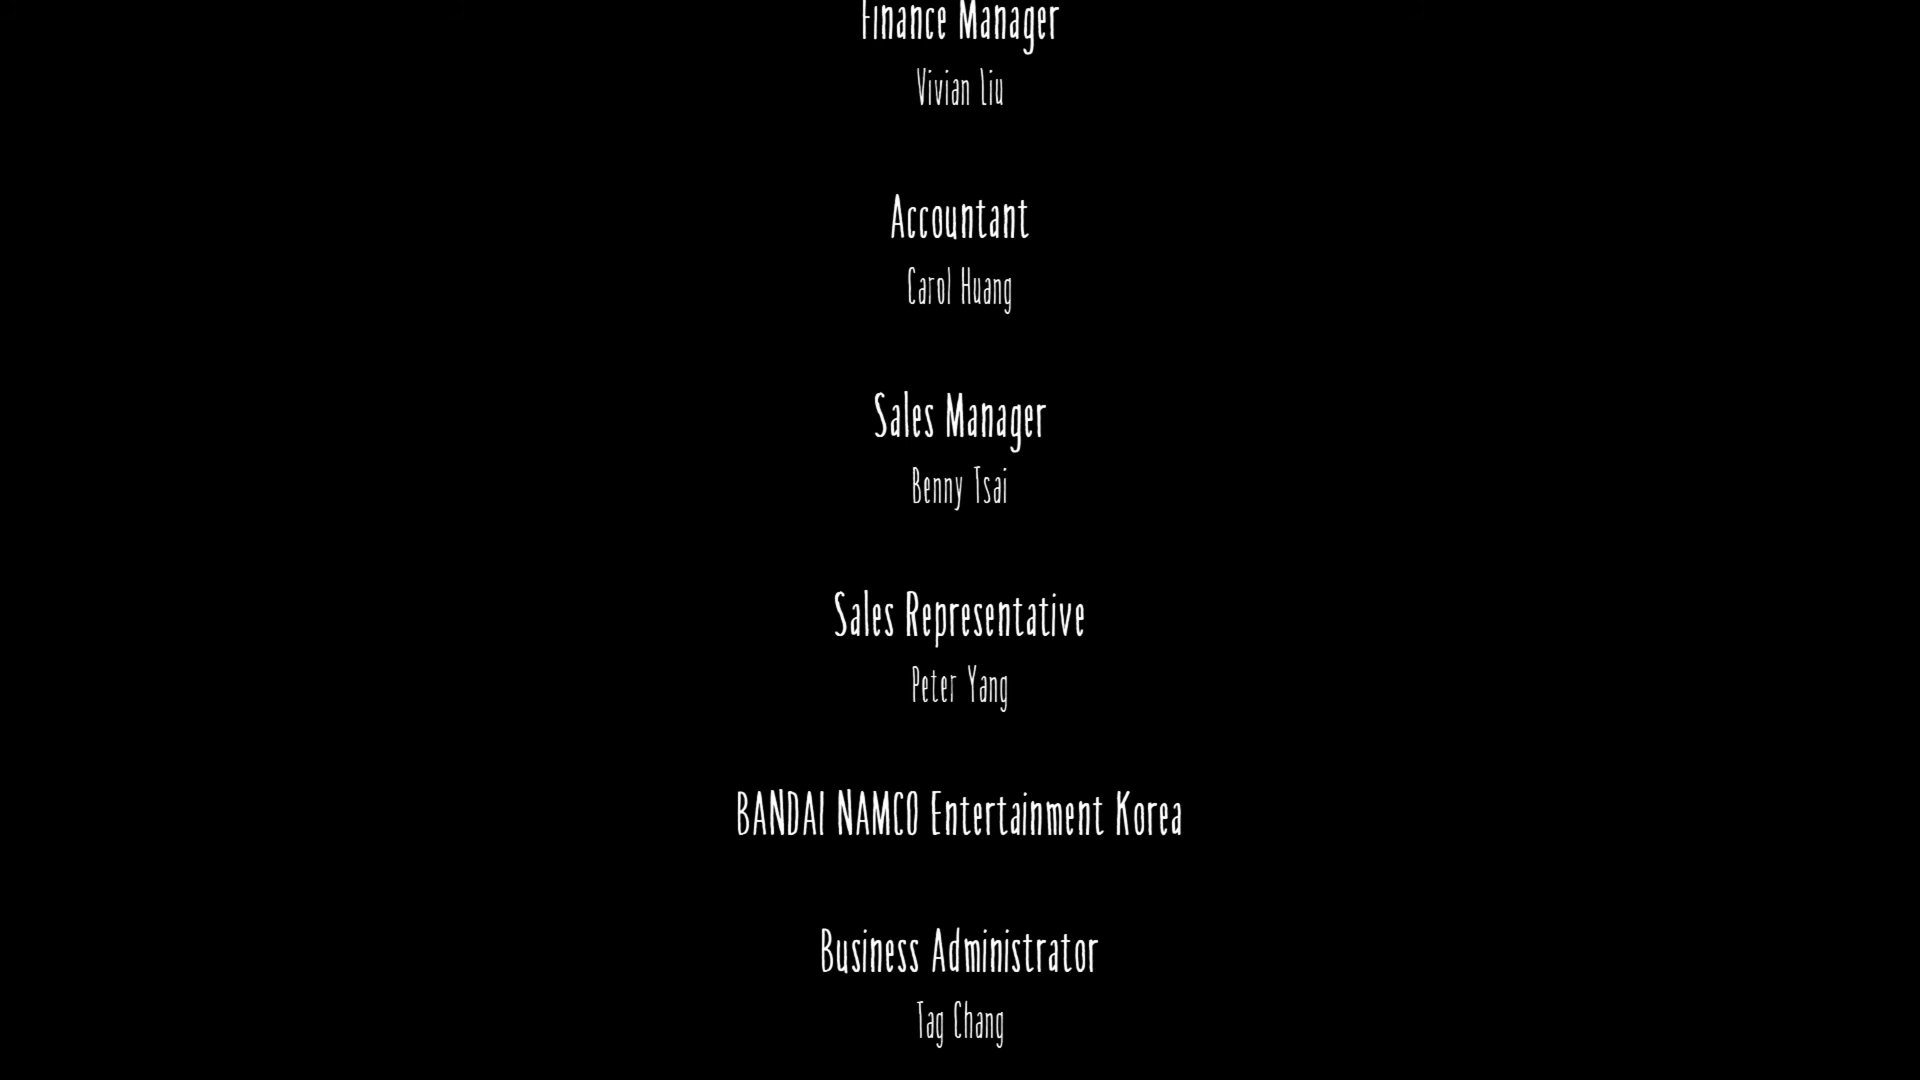 Finance Manager
Vivian Liu
Accountant
Carol Huang
Sales Manager
Benny Tsai
Sales Representative
Peter Yang
BANDAI NAMCO Entertainment Korea
Business Administrator
Tag Chang